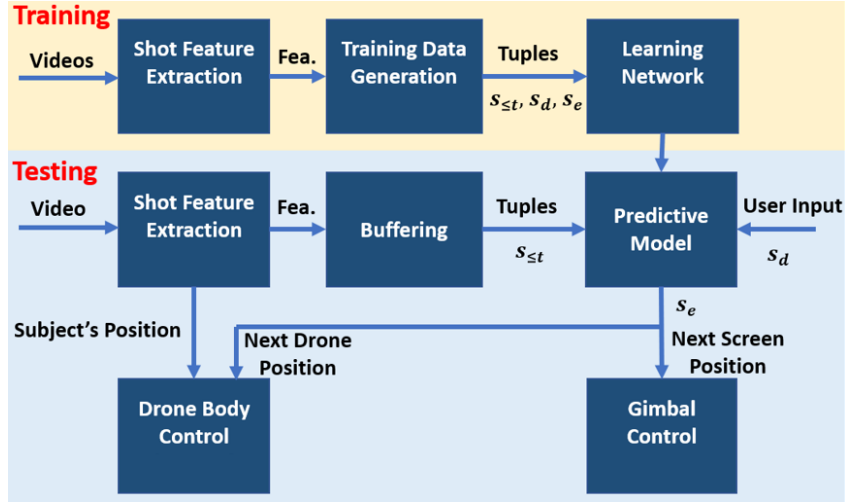 Training
Videos
Shot Feature
Extraction
Fea.
Training Data
Generation
Tuples
s≤t, sd, se
Learning
Network
Testing
Video
Shot Feature
Extraction
Fea.
Buffering
Tuples
s≤t
Predictive
Model
User Input
sd
se
Subject's Position
Next Drone
Position
Next Screen
Position
Drone Body
Control
Gimbal
Control